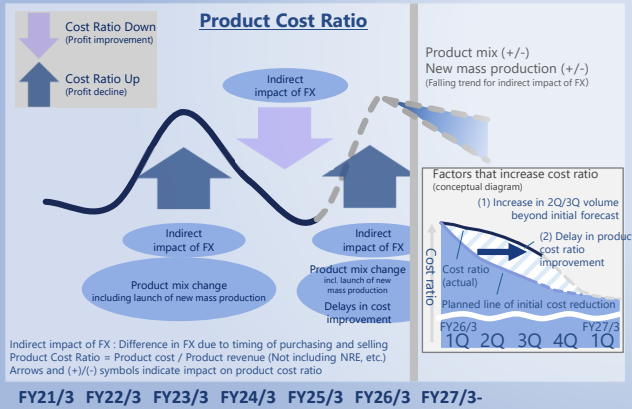 Product Cost Ratio
Cost Ratio Down
(Profit improvement)
Cost Ratio Up
(Profit decline)
Indirect
impact of FX
Product mix (+/-)
New mass production (+/-)
(Falling trend for indirect impact of FX)
Indirect
impact of FX
Product mix change
including launch of new mass production
Indirect
impact of FX
Product mix change
incl. launch of new
mass production
Delays in cost
improvement
Factors that increase cost ratio
(conceptual diagram)
(1) Increase in 2Q/3Q volume
beyond initial forecast
(2) Delay in product
cost ratio
improvement
Cost ratio
Cost ratio
(actual)
Planned line of initial cost reduction
FY26/3
FY27/3
1Q 2Q 3Q 4Q 1Q
Indirect impact of FX : Difference in FX due to timing of purchasing and selling
Product Cost Ratio = Product cost / Product revenue (Not including NRE, etc.)
Arrows and (+)/(-) symbols indicate impact on product cost ratio
FY21/3 FY22/3 FY23/3 FY24/3 FY25/3 FY26/3 FY27/3-